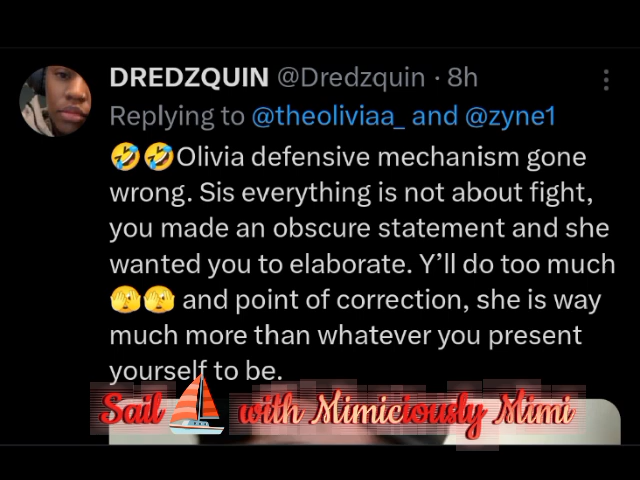 DREDZQUIN @Dredzquin · 8h
Replying to @theoliviaa_ and @zyne1
🤣🤣Olivia defensive mechanism gone
wrong. Sis everything is not about fight,
you made an obscure statement and she
wanted you to elaborate. Y’ll do too much
🫣🫣 and point of correction, she is way
much more than whatever you present
yourself to be.
Sail ⛵ with Mimiciously Mimi